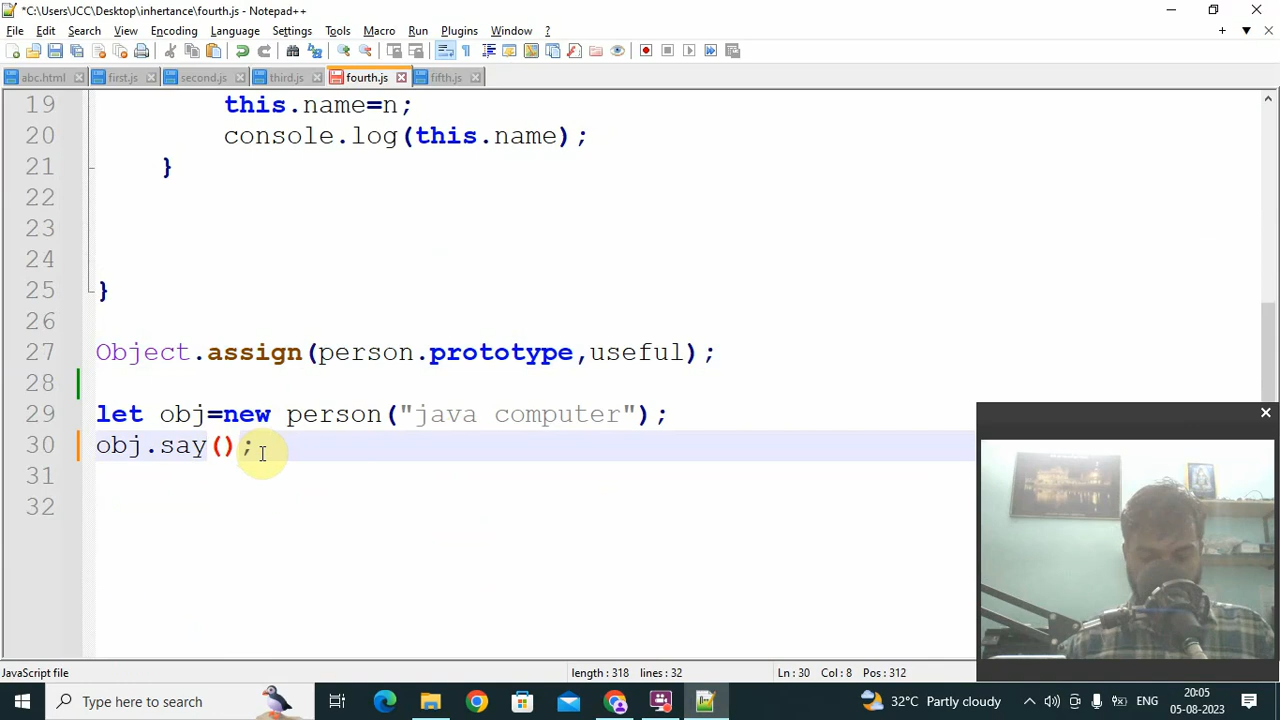 *C:\Users\JCC\Desktop\inhertance\fourth.js - Notepad++
File Edit Search View Encoding Language Settings Tools Macro Run Plugins Window ?
abc.html first.js second.js third.js fourth.js fifth.js
19 this.name=n;
20 console.log(this.name);
21 }
22
23
24
25 }
26
27 Object.assign(person.prototype,useful);
28
29 let obj=new person("java computer");
30 obj.say();
31
32
JavaScript file length : 318 lines : 32 Ln : 30 Col : 8 Pos : 312
Type here to search 32°C Partly cloudy ENG 20:05
05-08-2023